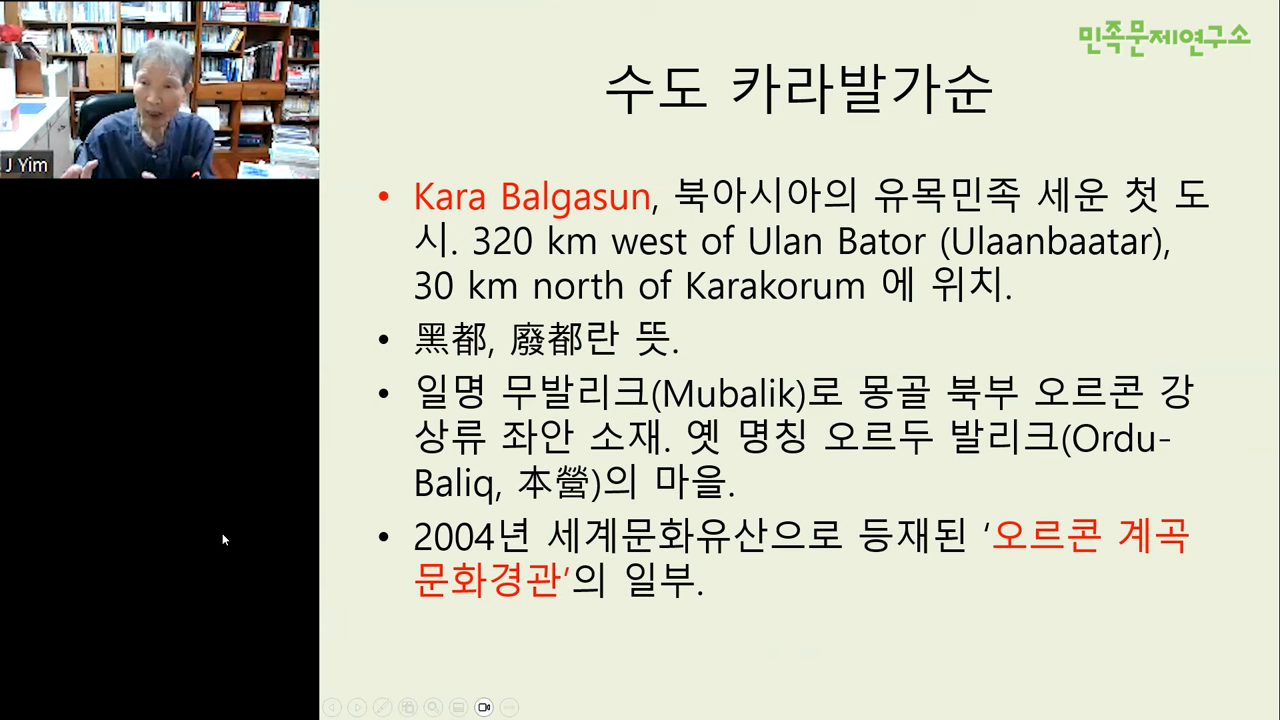 민족문제연구소
수도 카라발가순
J Yim
• Kara Balgasun, 북아시아의 유목민족 세운 첫 도
시. 320 km west of Ulan Bator (Ulaanbaatar),
30 km north of Karakorum 에 위치.
• 黑都, 廢都란 뜻.
• 일명 무발리크(Mubalik)로 몽골 북부 오르콘 강
상류 좌안 소재. 옛 명칭 오르두 발리크(Ordu-
Baliq, 本營)의 마을.
• 2004년 세계문화유산으로 등재된 ‘오르콘 계곡
문화경관’의 일부.